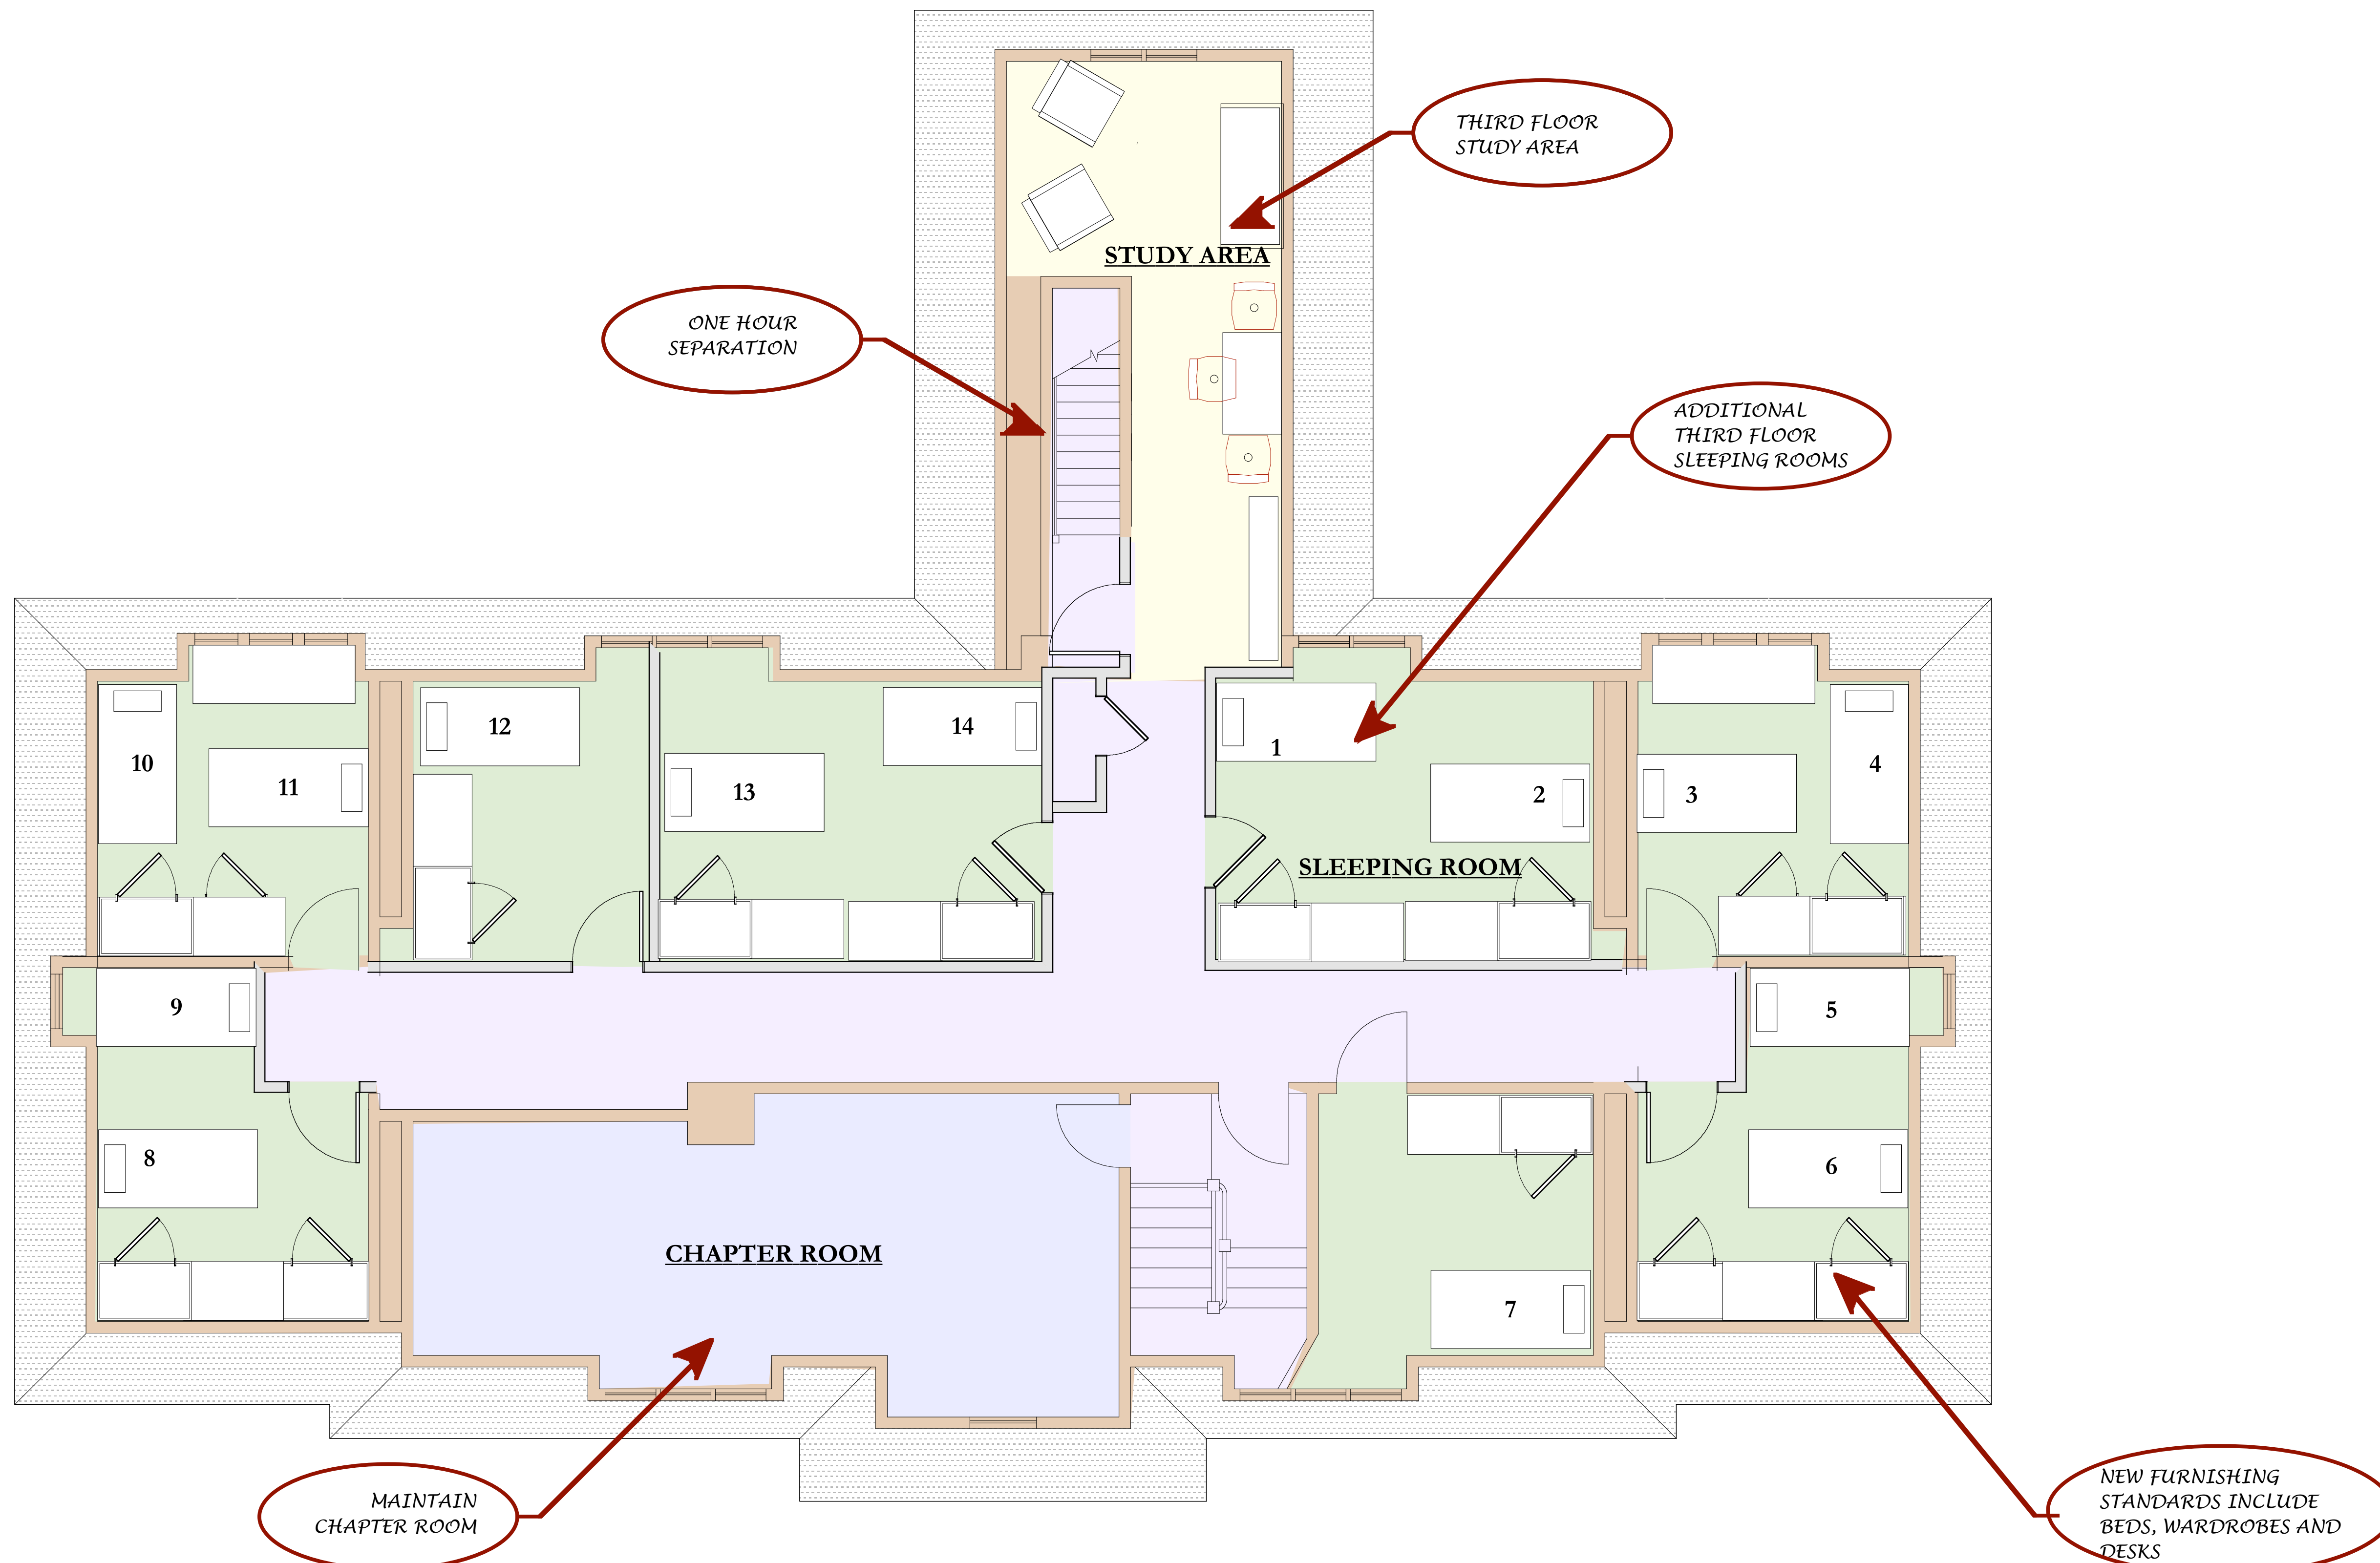 THIRD FLOOR
STUDY AREA
STUDY AREA
ONE HOUR
SEPARATION
ADDITIONAL
THIRD FLOOR
SLEEPING ROOMS
12
14
1
10
11
13
2
3
4
SLEEPING ROOM
9
5
8
6
CHAPTER ROOM
7
MAINTAIN
CHAPTER ROOM
NEW FURNISHING
STANDARDS INCLUDE
BEDS, WARDROBES AND
DESKS